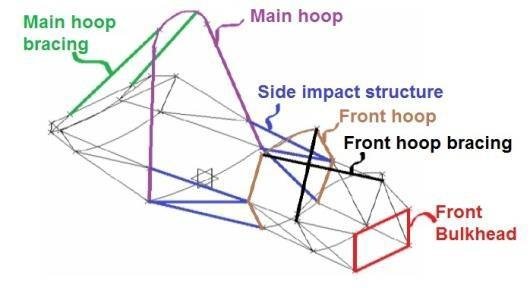 Main hoop
bracing
Main hoop
Side impact structure
Front hoop
Front hoop bracing
Front
Bulkhead